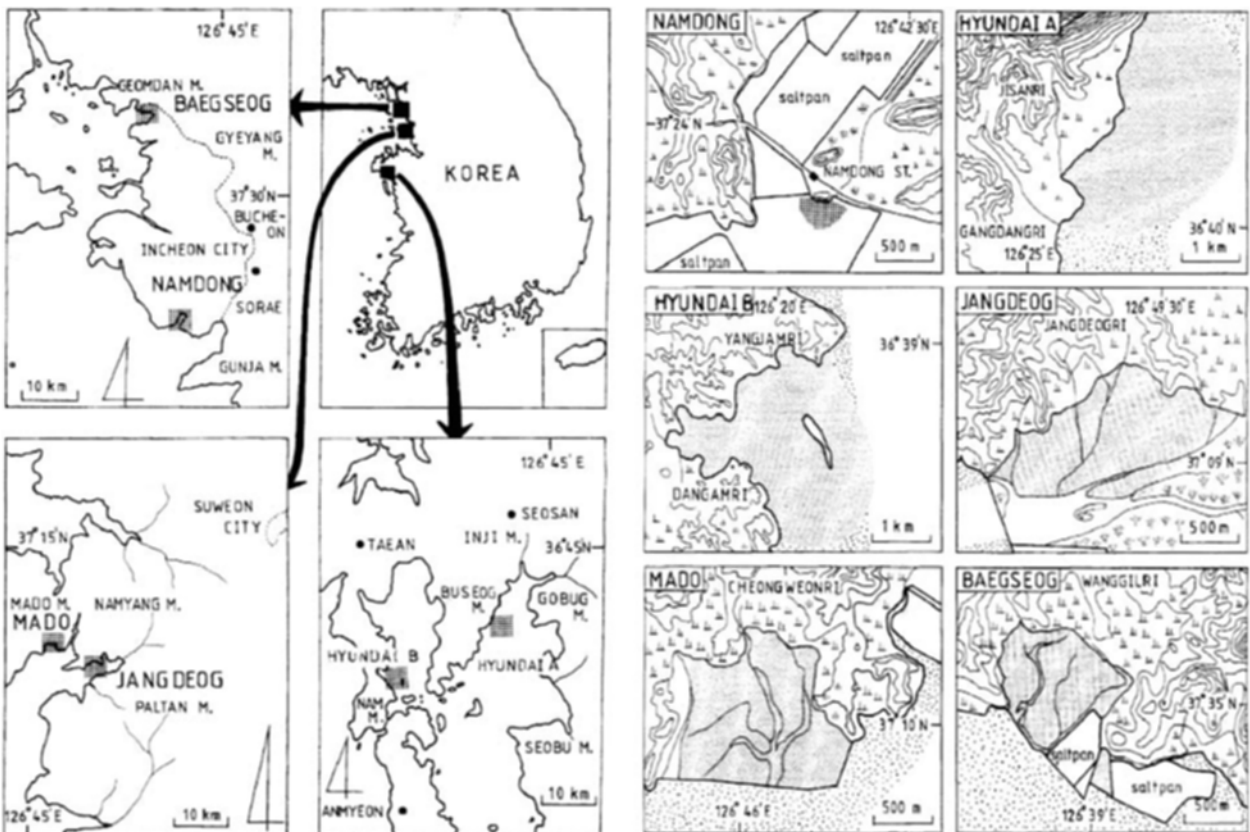 126°45'E
GEOMDAN M.
BAEGSEOG
GYEYANG
M.
37°30'N
BUCHE-
ON
INCHEON CITY
NAMDONG
SORAE
GUNJA M.
10 km
KOREA
SUWEON
CITY
37°15'N
MADO M.
NAMYANG M.
MADO
JANGDEOG
PALTAN M.
126°45'E
10 km
126°45'E
SEOSAN
INJI M.
TAEAN
36°45'N
BUSEOG
M.
GOBUG
M.
HYUNDAI B
HYUNDAI A
NAM
M.
SEOBU M.
10 km
ANMYEON
NAMDONG
126°42'30"E
saltpan
saltpan
37°24'N
NAMDONG ST.
500 m
saltpan
HYUNDAI A
JISANRI
GANGDANGRI
126°25'E
36°40'N
1 km
HYUNDAI B
126°20'E
YANGJAMRI
36°39'N
DANGAMRI
1 km
JANGDEOG
126°49'30"E
JANGDEOGRI
37°09'N
500 m
MADO
CHEONGWEONRI
37°10'N
126°46'E
500 m
BAEGSEOG
WANGGILRI
37°35'N
saltpan
saltpan
126°39'E
500m